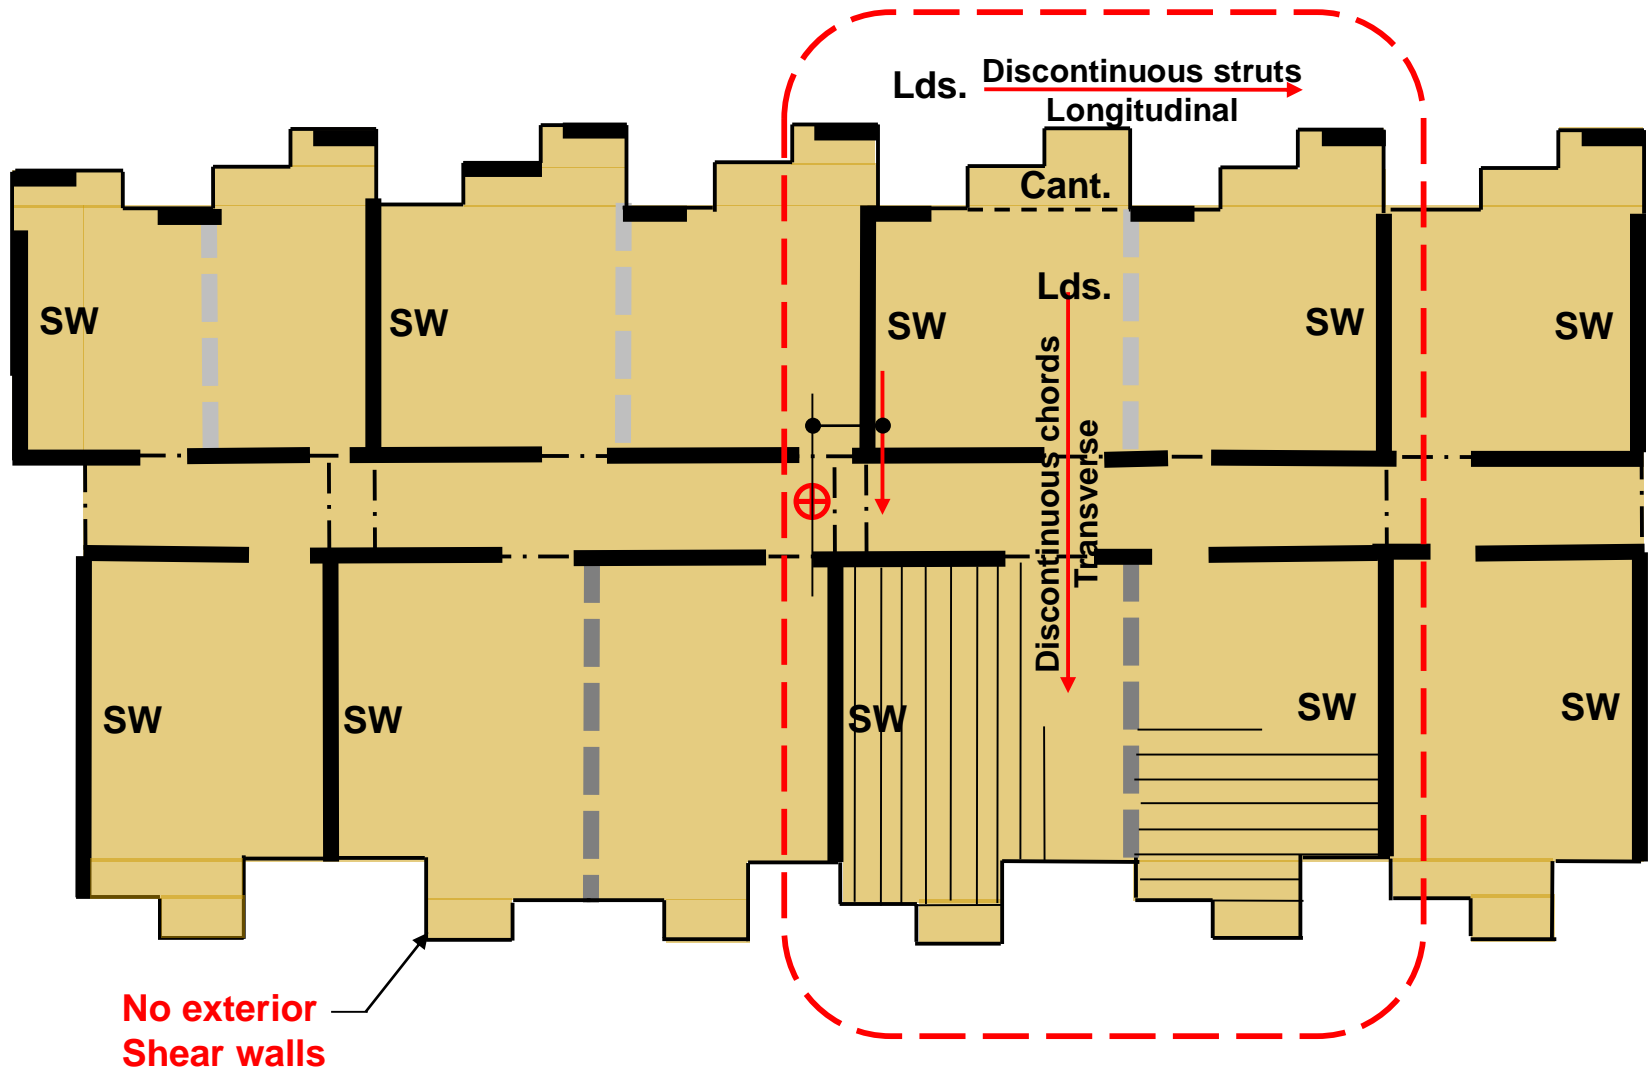 Lds.
Discontinuous struts
Longitudinal
Cant.
Lds.
SW
SW
SW
SW
SW
Discontinuous chords
Transverse
SW
SW
SW
SW
SW
No exterior
Shear walls